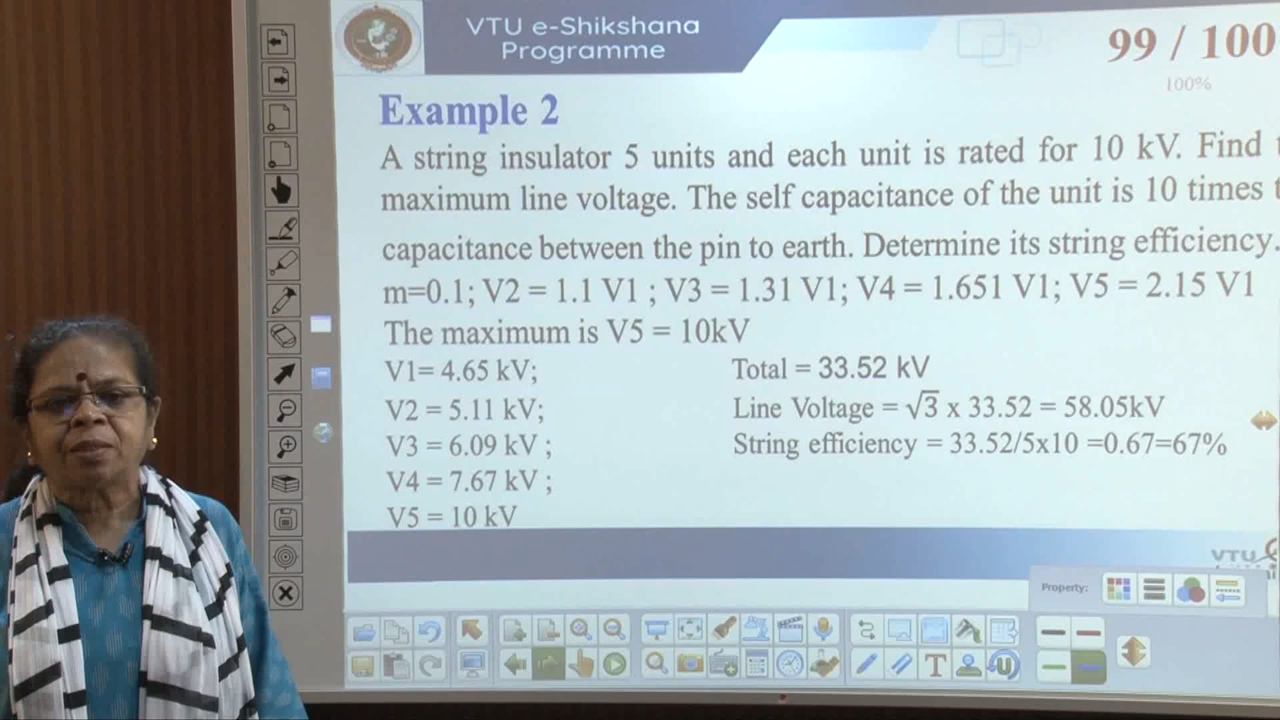 VTU e-Shikshana
Programme
99 / 100
100%
Example 2
A string insulator 5 units and each unit is rated for 10 kV. Find
maximum line voltage. The self capacitance of the unit is 10 times
capacitance between the pin to earth. Determine its string efficiency.
m=0.1; V2 = 1.1 V1 ; V3 = 1.31 V1; V4 = 1.651 V1; V5 = 2.15 V1
The maximum is V5 = 10kV
V1= 4.65 kV;
V2 = 5.11 kV;
V3 = 6.09 kV ;
V4 = 7.67 kV ;
V5 = 10 kV
Total = 33.52 kV
Line Voltage = √3 x 33.52 = 58.05kV
String efficiency = 33.52/5x10 =0.67=67%
VTU
Property: